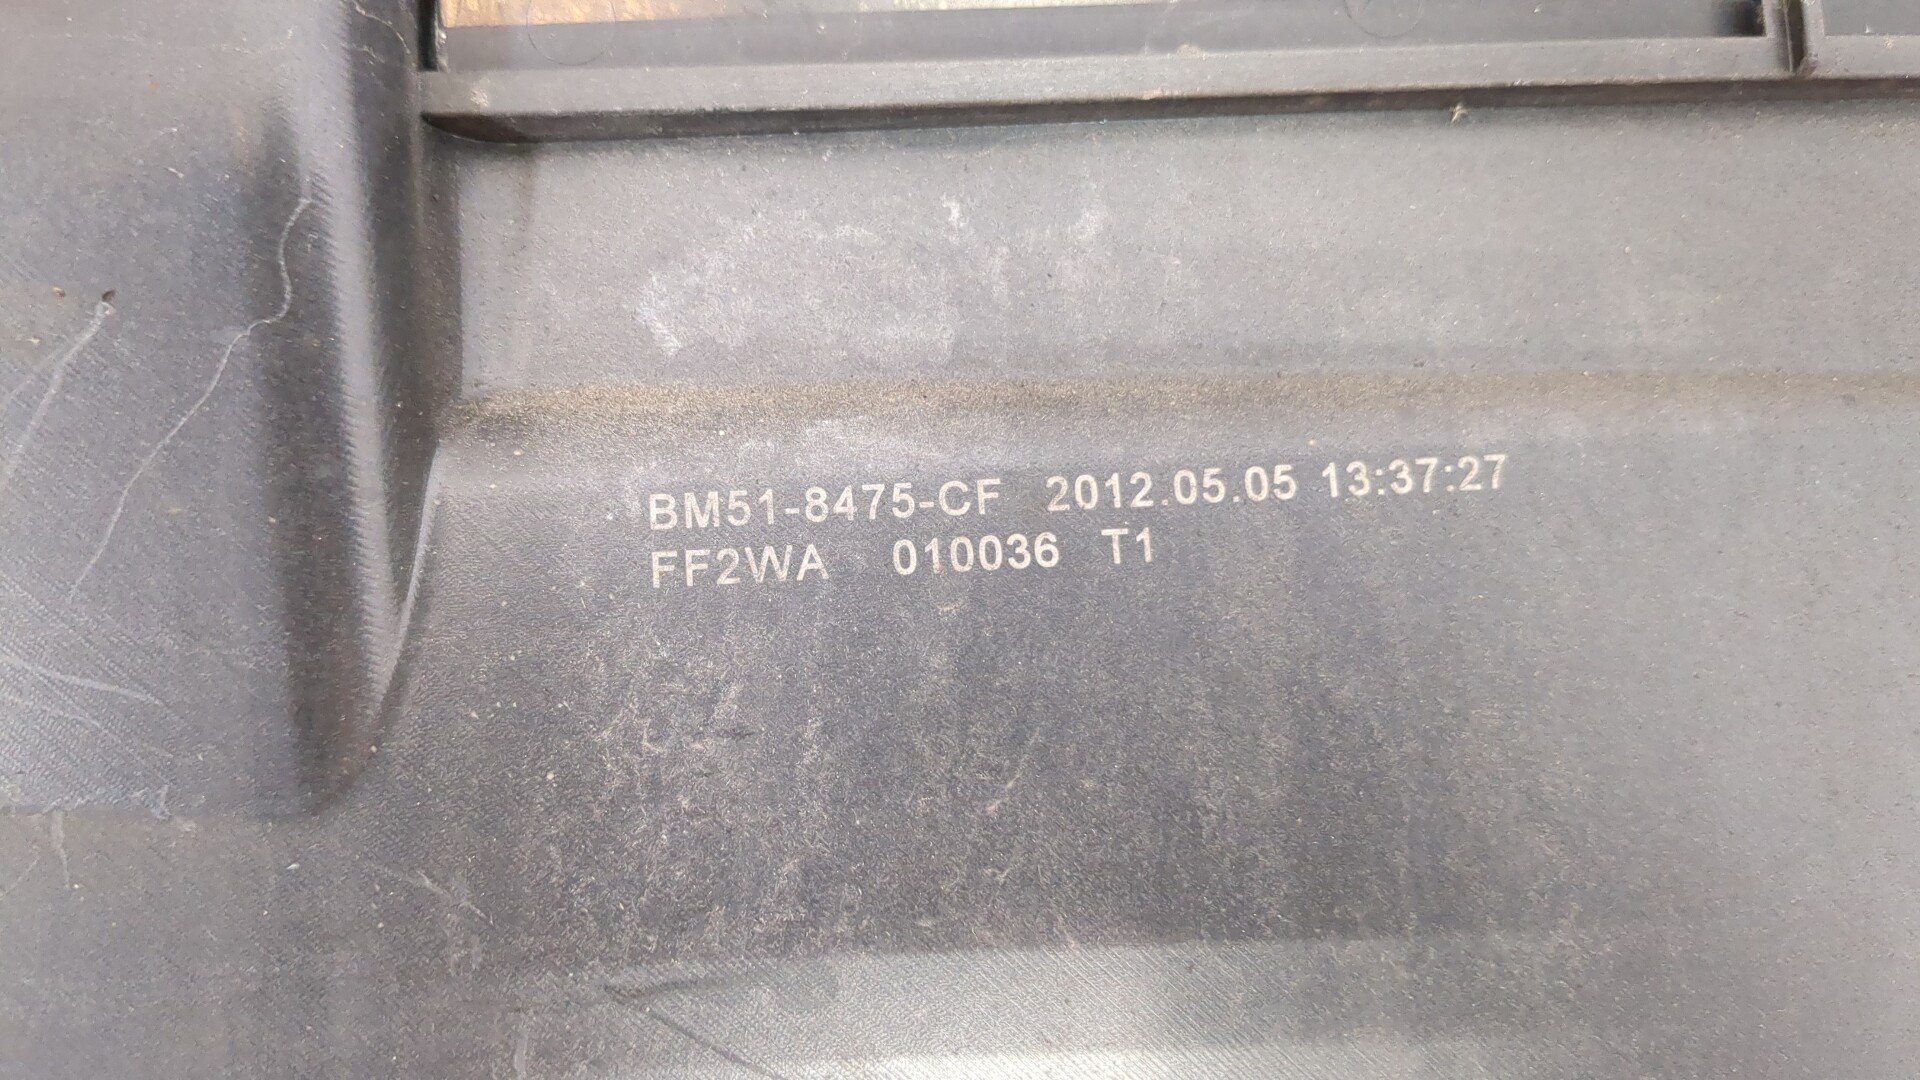 BM51-8475-CF 2012.05.05 13:37:27
FF2WA 010036 T1